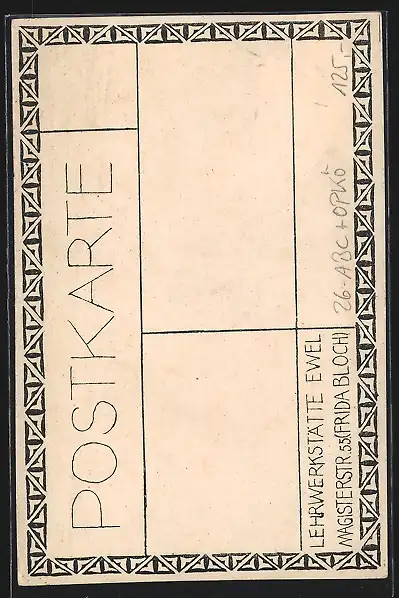 POSTKARTE
LEHRWERKSTÄTTE EWEL
MAGISTERSTR. 55 (FRIDA BLOCH)
26-ABC+OPKÖ
125,-